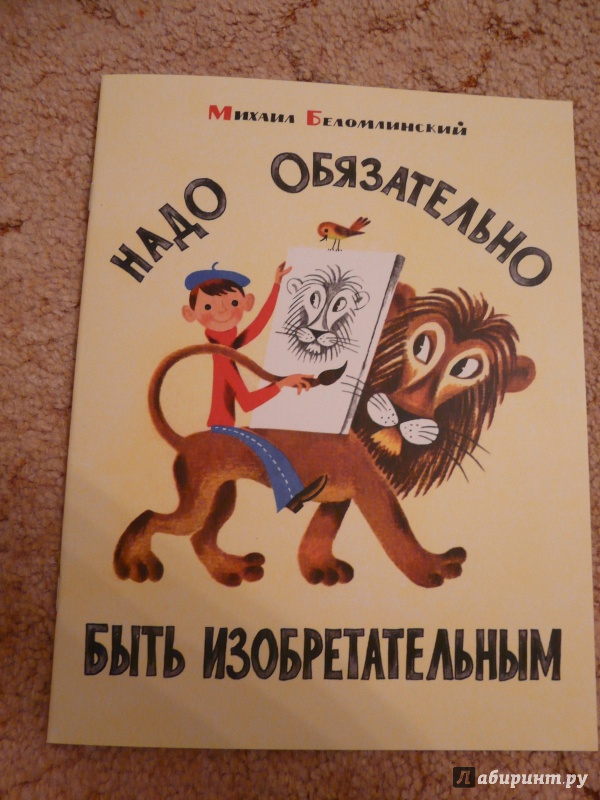 Михаил Беломлинский
НАДО ОБЯЗАТЕЛЬНО
БЫТЬ ИЗОБРЕТАТЕЛЬНЫМ
Лабиринт.ру